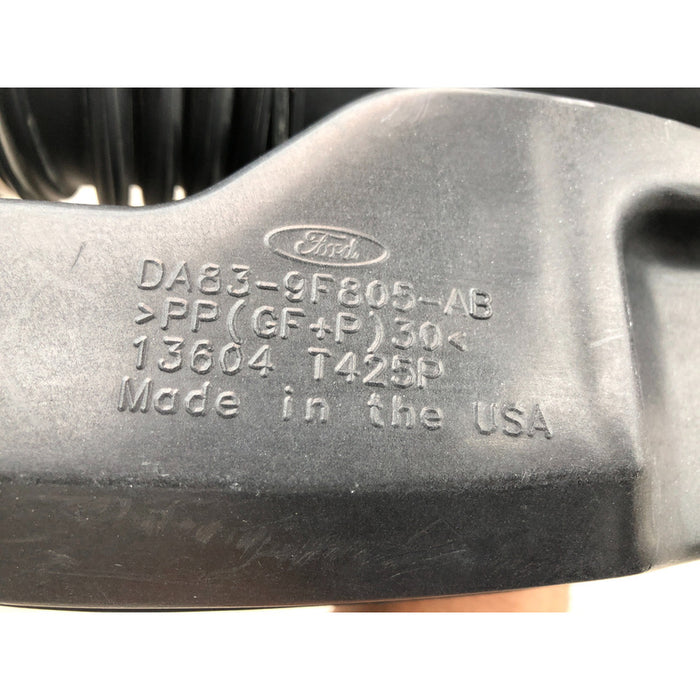 Ford
DA83-9F805-AB
>PP(GF+P)30<
13604 T425P
Made in the USA